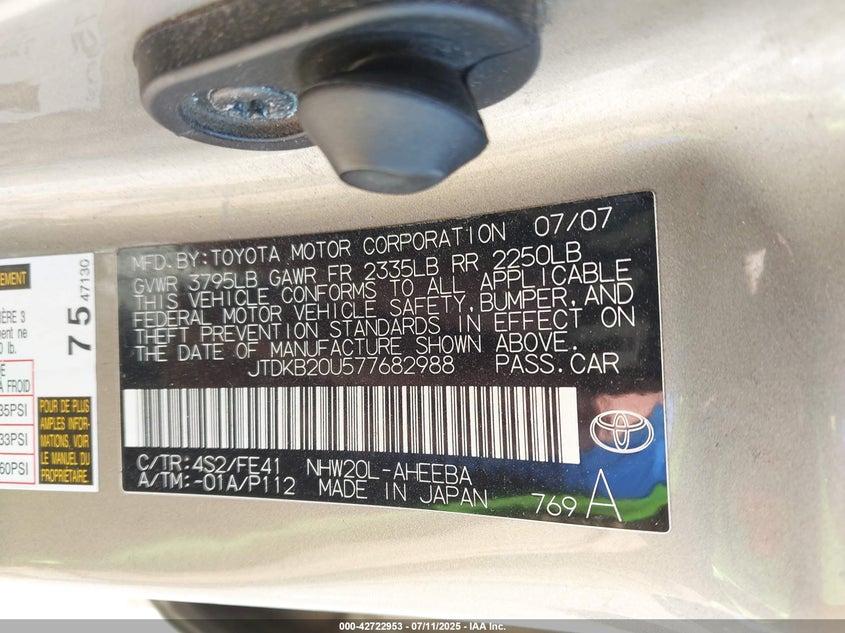 MFD.BY:TOYOTA MOTOR CORPORATION 07/07
GVWR 3795LB GAWR FR 2335LB RR 2250LB
THIS VEHICLE CONFORMS TO ALL APPLICABLE
FEDERAL MOTOR VEHICLE SAFETY,BUMPER,AND
THEFT PREVENTION STANDARDS IN EFFECT ON
THE DATE OF MANUFACTURE SHOWN ABOVE.
JTDKB20U577682988 PASS.CAR
C/TR:4S2/FE41 NHW20L-AHEEBA
A/TM:-01A/P112 MADE IN JAPAN
769 A
75 47130
35PSI
33PSI
60PSI
À FROID
POUR DE PLUS
AMPLES INFOR-
MATIONS, VOIR
LE MANUEL DU
PROPRIÉTAIRE.
000-42722953 - 07/11/2025 - IAA Inc.